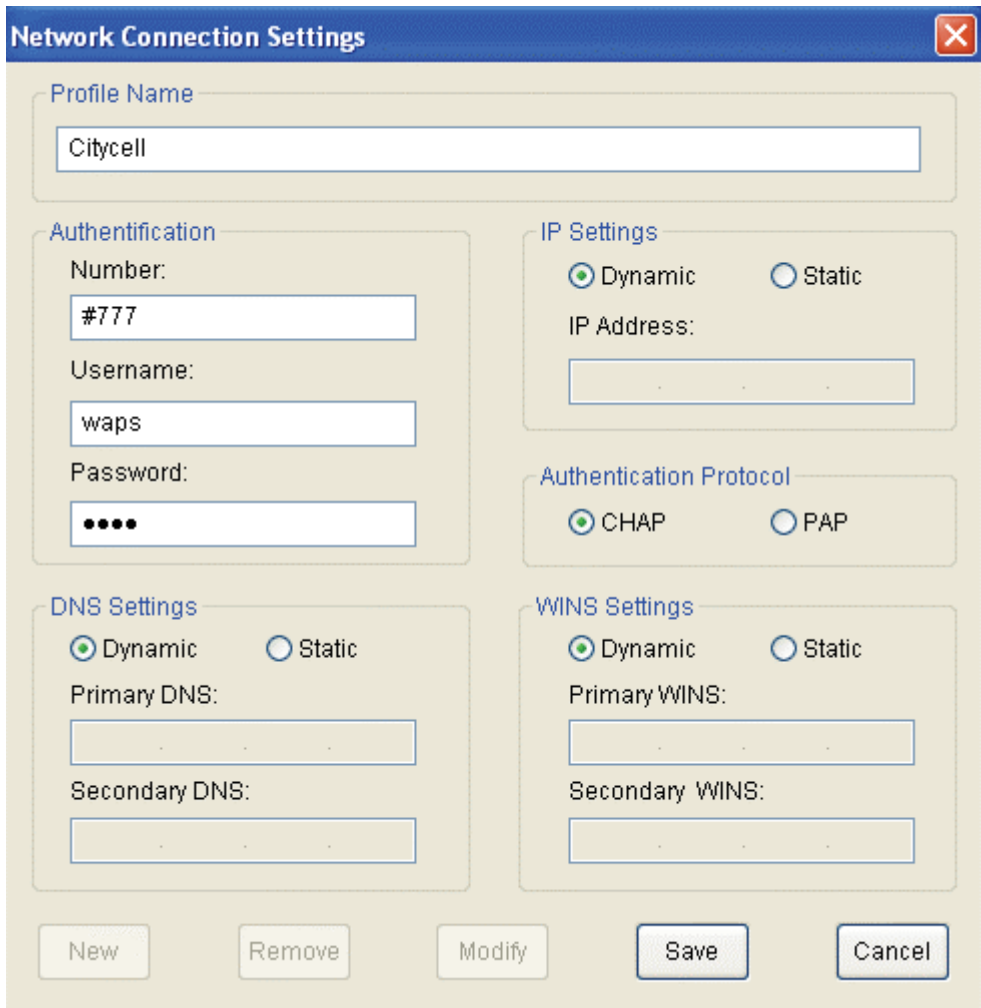 Network Connection Settings
Profile Name
Citycell
Authentification
Number:
#777
Username:
waps
Password:
••••
IP Settings
Dynamic Static
IP Address:
. . .
Authentication Protocol
CHAP PAP
DNS Settings
Dynamic Static
Primary DNS:
. . .
Secondary DNS:
. . .
WINS Settings
Dynamic Static
Primary WINS:
. . .
Secondary WINS:
. . .
New Remove Modify Save Cancel